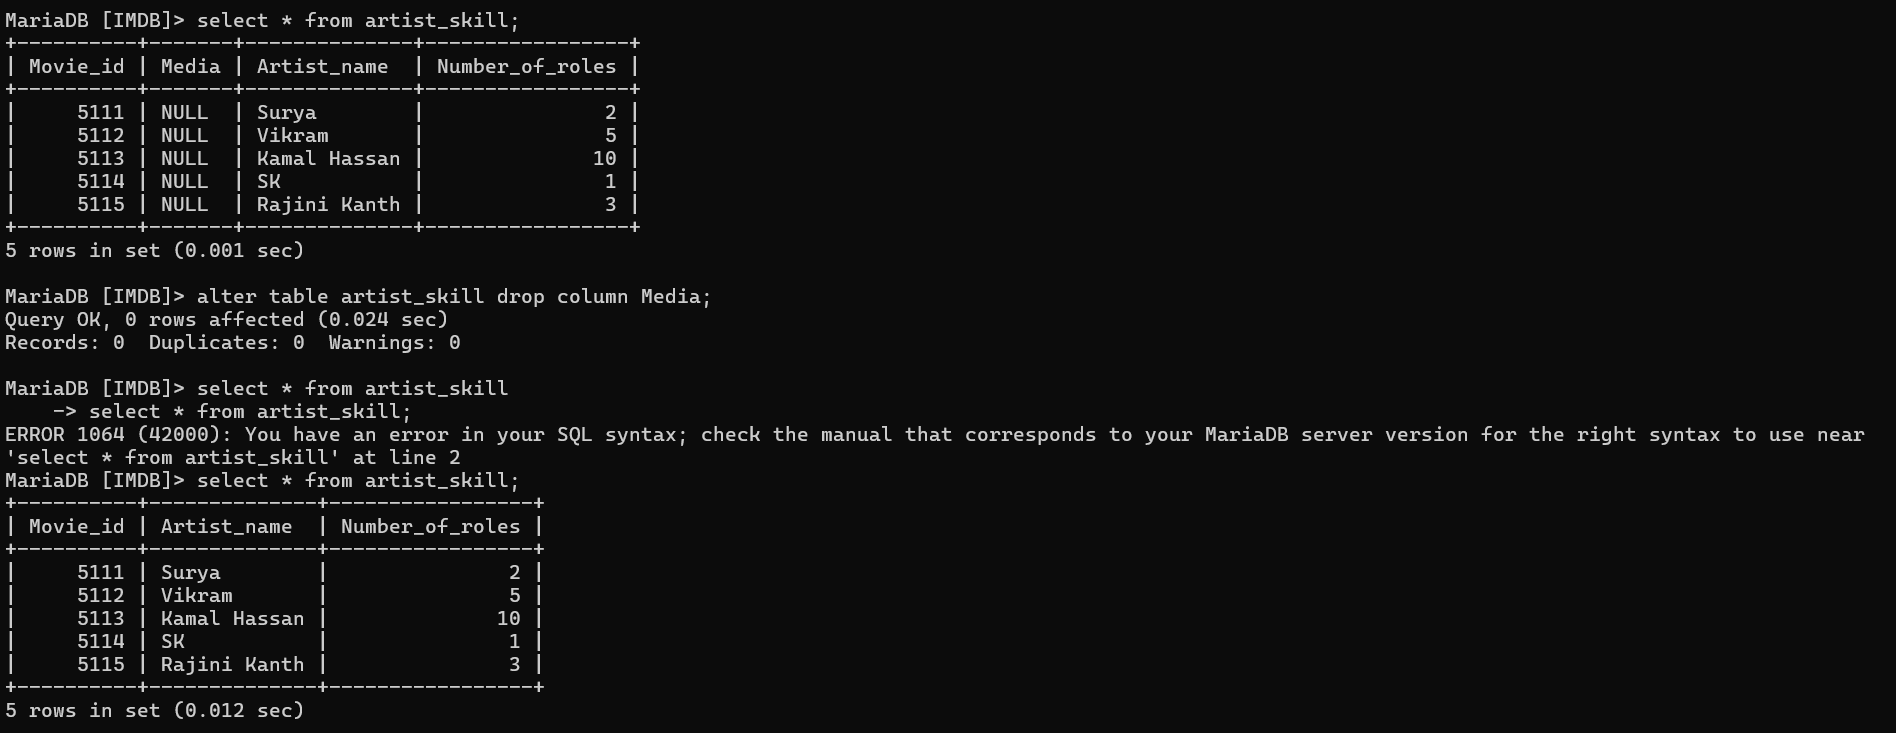 MariaDB [IMDB]> select * from artist_skill;
+----------+-------+--------------+-----------------+
| Movie_id | Media | Artist_name  | Number_of_roles |
+----------+-------+--------------+-----------------+
|     5111 | NULL  | Surya        |               2 |
|     5112 | NULL  | Vikram       |               5 |
|     5113 | NULL  | Kamal Hassan |              10 |
|     5114 | NULL  | SK           |               1 |
|     5115 | NULL  | Rajini Kanth |               3 |
+----------+-------+--------------+-----------------+
5 rows in set (0.001 sec)

MariaDB [IMDB]> alter table artist_skill drop column Media;
Query OK, 0 rows affected (0.024 sec)
Records: 0  Duplicates: 0  Warnings: 0

MariaDB [IMDB]> select * from artist_skill
    -> select * from artist_skill;
ERROR 1064 (42000): You have an error in your SQL syntax; check the manual that corresponds to your MariaDB server version for the right syntax to use near
'select * from artist_skill' at line 2
MariaDB [IMDB]> select * from artist_skill;
+----------+--------------+-----------------+
| Movie_id | Artist_name  | Number_of_roles |
+----------+--------------+-----------------+
|     5111 | Surya        |               2 |
|     5112 | Vikram       |               5 |
|     5113 | Kamal Hassan |              10 |
|     5114 | SK           |               1 |
|     5115 | Rajini Kanth |               3 |
+----------+--------------+-----------------+
5 rows in set (0.012 sec)